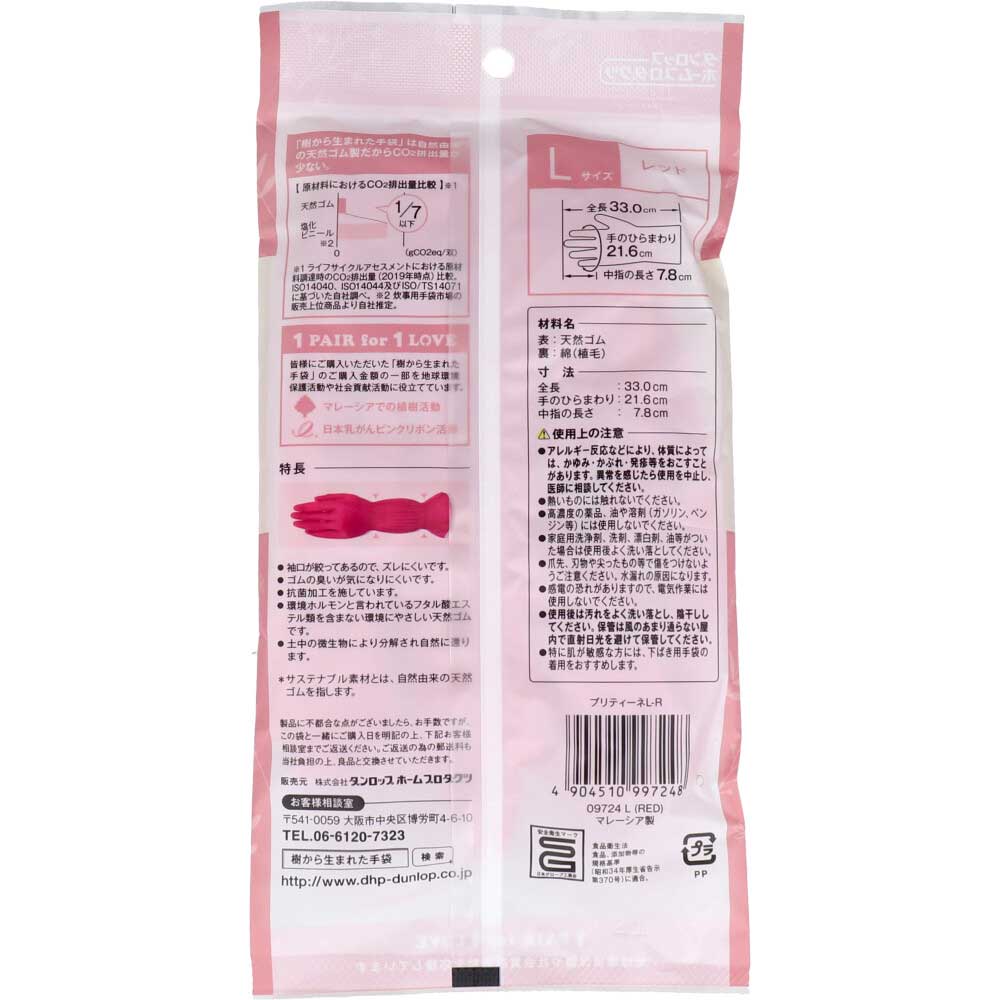 ダンロップ
ホームプロダクツ
「樹から生まれた手袋」は自然由来
の天然ゴム製だからCO2排出量が
少ない。
【原材料におけるCO2排出量比較】※1
天然ゴム
1/7
以下
塩化
ビニール
※2
0
(gCO2eq/双)
※1 ライフサイクルアセスメントにおける原材
料調達時のCO2排出量(2019年時点)比較。
ISO14040、ISO14044及びISO/TS14071
に基づいた自社調べ。※2 炊事用手袋市場の
販売上位商品より自社推定。
1 PAIR for 1 LOVE
皆様にご購入いただいた「樹から生まれた
手袋」のご購入金額の一部を地球環境
保護活動や社会貢献活動に役立てています。
マレーシアでの植樹活動
日本乳がんピンクリボン活動
特長
●袖口が絞ってあるので、ズレにくいです。
●ゴムの臭いが気になりにくいです。
●抗菌加工を施しています。
●環境ホルモンと言われているフタル酸エス
テル類を含まない環境にやさしい天然ゴム
です。
●土中の微生物により分解され自然に還り
ます。
*サステナブル素材とは、自然由来の天然
ゴムを指します。
製品に不都合な点がございましたら、お手数ですが、
この袋と一緒にご購入日を明記の上、下記お客様
相談室までご返送ください。ご返送の為の郵送料も
当社負担の上、良品と交換させていただきます。
販売元 株式会社 ダンロップ ホームプロダクツ
お客様相談室
〒541-0059 大阪市中央区博労町4-6-10
TEL.06-6120-7323
樹から生まれた手袋 検索
http://www.dhp-dunlop.co.jp
L サイズ レッド
全長33.0cm
手のひらまわり
21.6cm
中指の長さ7.8cm
材料名
表:天然ゴム
裏:綿(植毛)
寸法
全長 :33.0cm
手のひらまわり:21.6cm
中指の長さ : 7.8cm
⚠使用上の注意
●アレルギー反応などにより、体質によって
は、かゆみ・かぶれ・発疹等をおこすこと
があります。異常を感じたら使用を中止し、
医師に相談してください。
●熱いものには触れないでください。
●高濃度の薬品、油や溶剤(ガソリン、ベン
ジン等)には使用しないでください。
●家庭用洗浄剤、洗剤、漂白剤、油等がつい
た場合は使用後よく洗い落としてください。
●爪先、刃物や尖ったもの等で傷をつけないよ
うご注意ください。水漏れの原因になります。
●感電の恐れがありますので、電気作業には
使用しないでください。
●使用後は汚れをよく洗い落とし、陰干しし
てください。保管は風のあまり通らない屋
内で直射日光を避けて保管してください。
●特に肌が敏感な方には、下ばき用手袋の
着用をおすすめします。
プリティーネL-R
4 904510 997248
09724 L (RED)
マレーシア製
安全衛生マーク
日本グローブ工業会
食品衛生法
食品、添加物等の
規格基準
(昭和34年厚生省告示
第370号)に適合。
プラ
PP